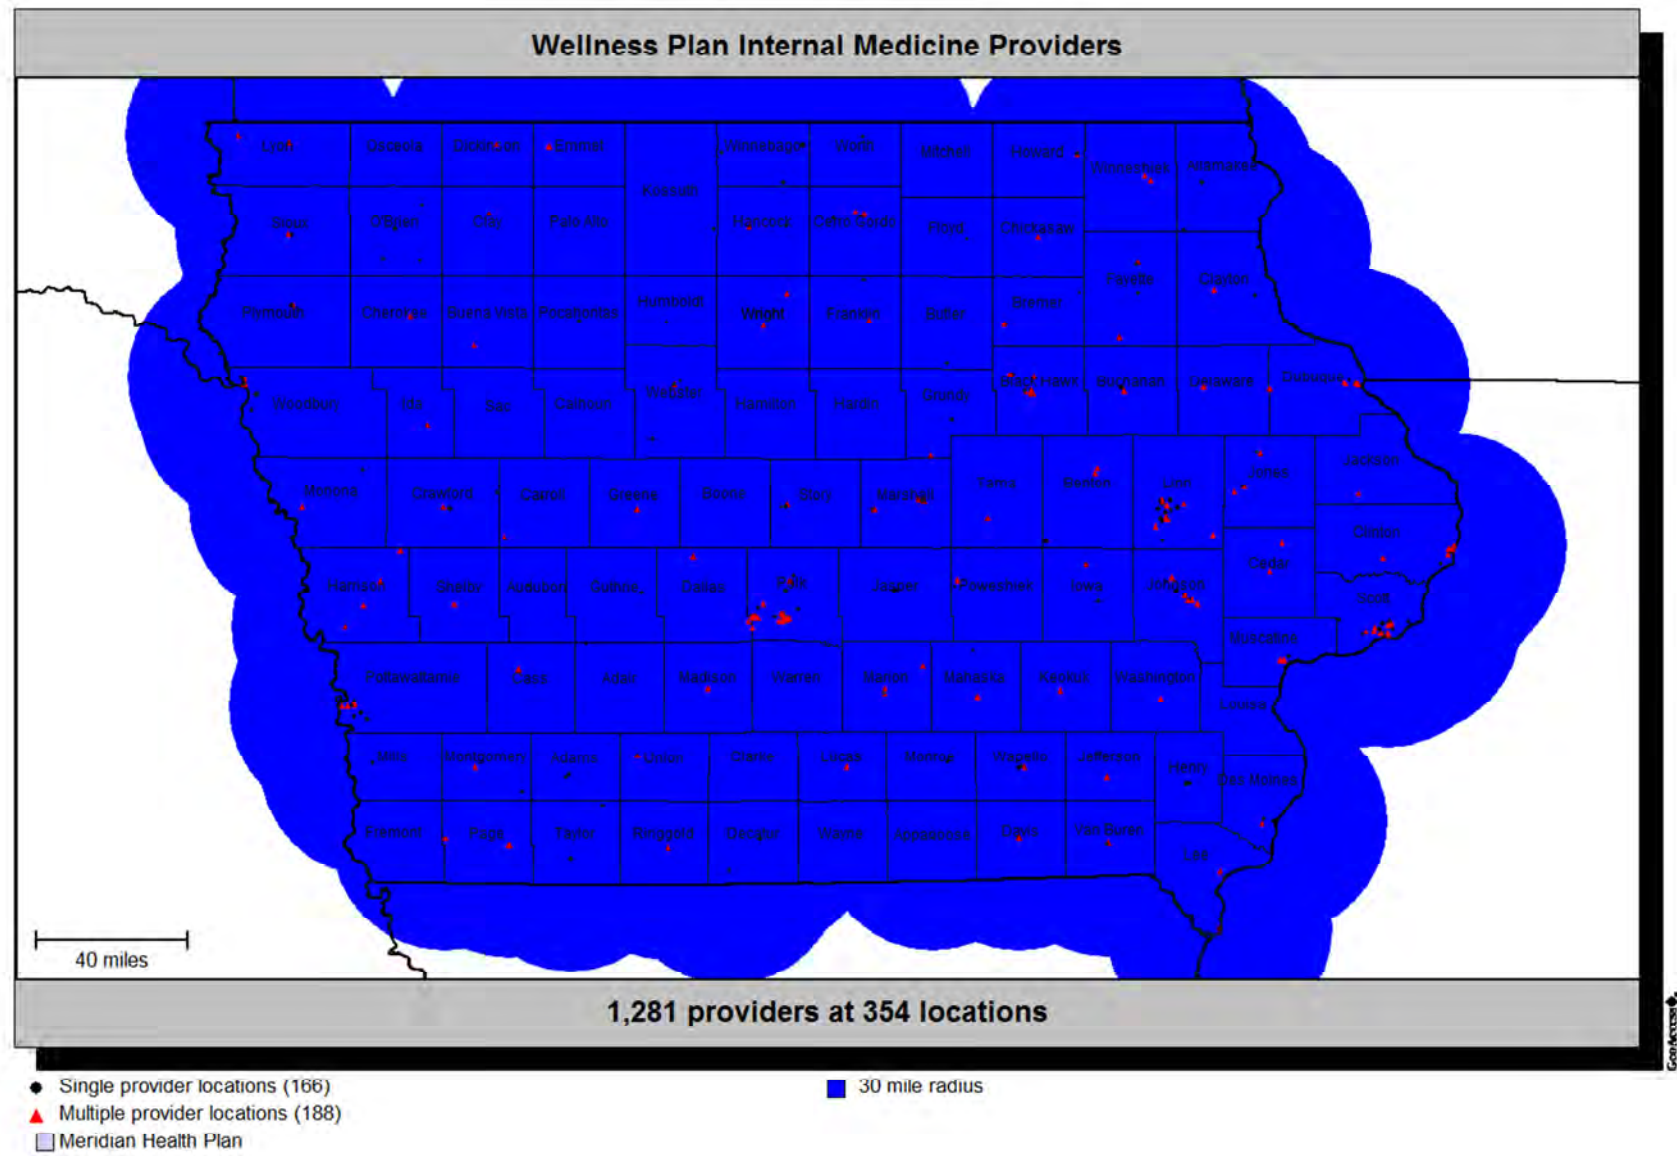 Wellness Plan Internal Medicine Providers
Lyon Osceola Dickinson Emmet Winnebago Worth Mitchell Howard Winneshiek Allamakee
Kossuth
Sioux O'Brien Clay Palo Alto Hancock Cerro Gordo Floyd Chickasaw
Fayette Clayton
Plymouth Cherokee Buena Vista Pocahontas Humboldt Wright Franklin Butler Bremer
Woodbury Ida Sac Calhoun Webster Hamilton Hardin Grundy Black Hawk Buchanan Delaware Dubuque
Monona Crawford Carroll Greene Boone Story Marshall Tama Benton Linn Jones Jackson
Clinton
Harrison Shelby Audubon Guthrie Dallas Polk Jasper Poweshiek Iowa Johnson Cedar
Scott
Muscatine
Pottawattamie Cass Adair Madison Warren Marion Mahaska Keokuk Washington
Louisa
Mills Montgomery Adams Union Clarke Lucas Monroe Wapello Jefferson Henry Des Moines
Fremont Page Taylor Ringgold Decatur Wayne Appanoose Davis Van Buren
Lee
40 miles
1,281 providers at 354 locations
GeoAccess
Single provider locations (166)
30 mile radius
Multiple provider locations (188)
Meridian Health Plan